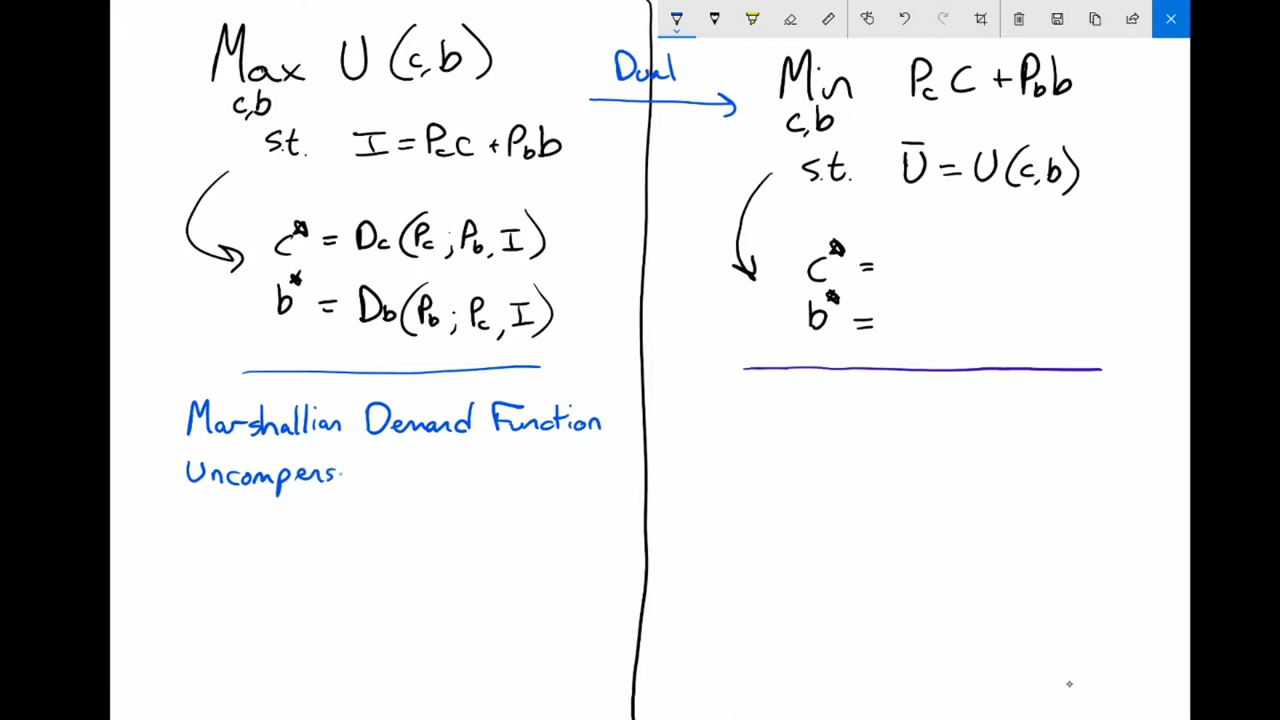 Max U (c,b)
c,b
s.t. I = Pcc + Pbb
c* = Dc (Pc ; Pb, I)
b* = Db (Pb ; Pc, I)
Marshallian Demand Function
Uncompens
Dual
Min Pcc + Pbb
c,b
s.t. Ū = U(c,b)
c* =
b* =